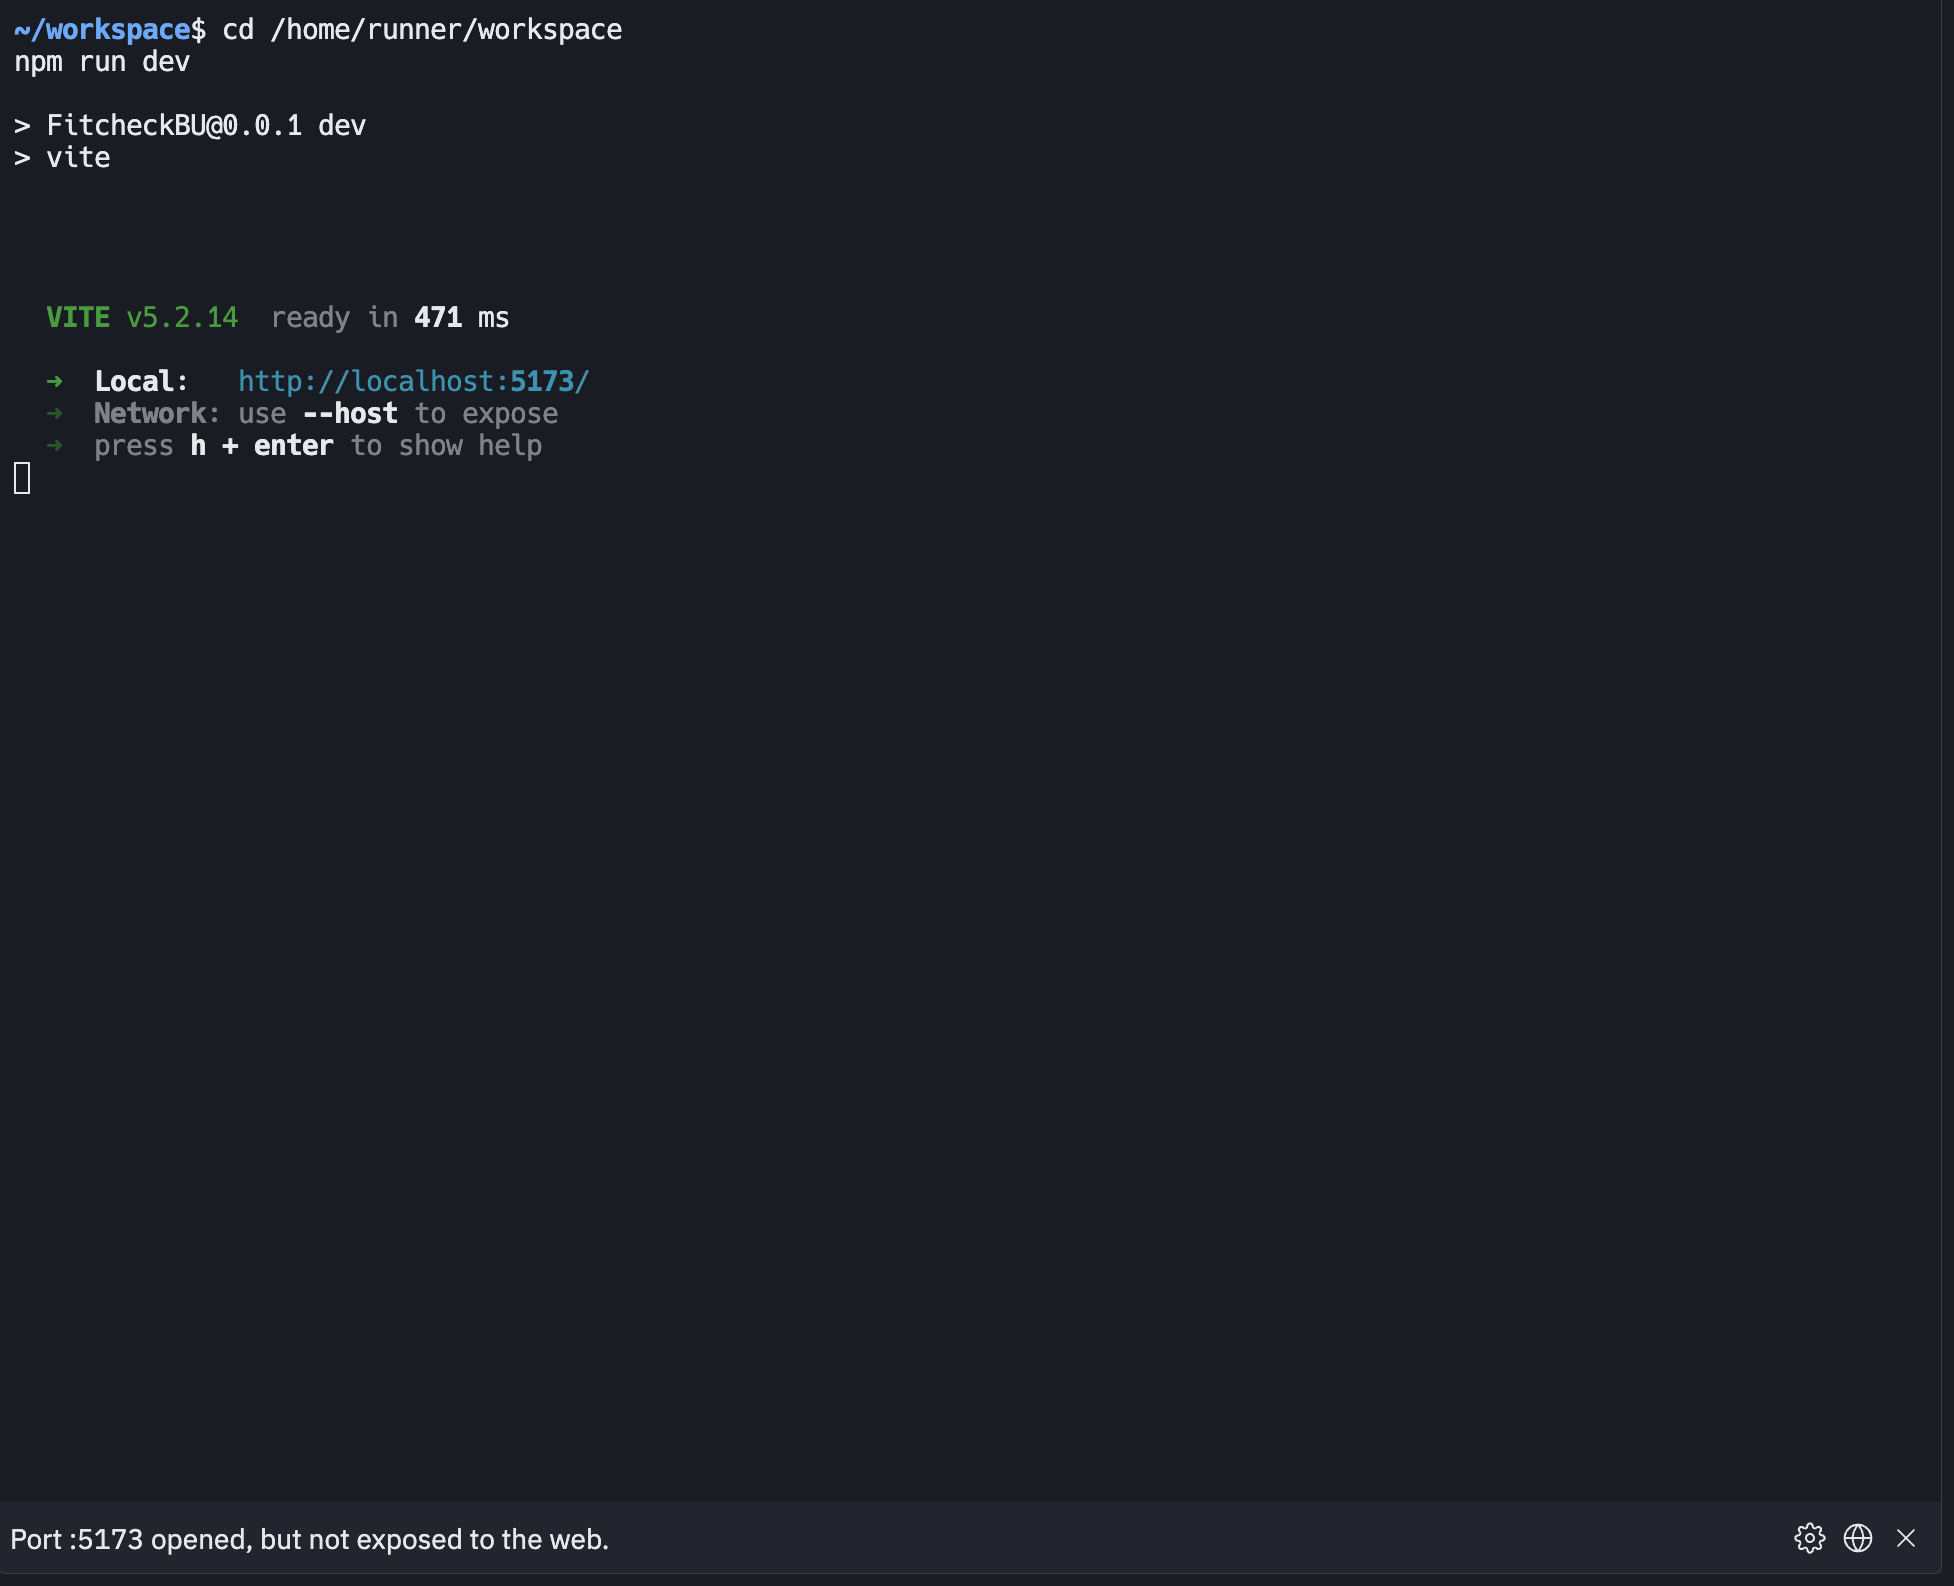 ~/workspace$ cd /home/runner/workspace
npm run dev
> FitcheckBU@0.0.1 dev
> vite
VITE v5.2.14  ready in 471 ms
➜  Local:   http://localhost:5173/
➜  Network: use --host to expose
➜  press h + enter to show help
Port :5173 opened, but not exposed to the web.